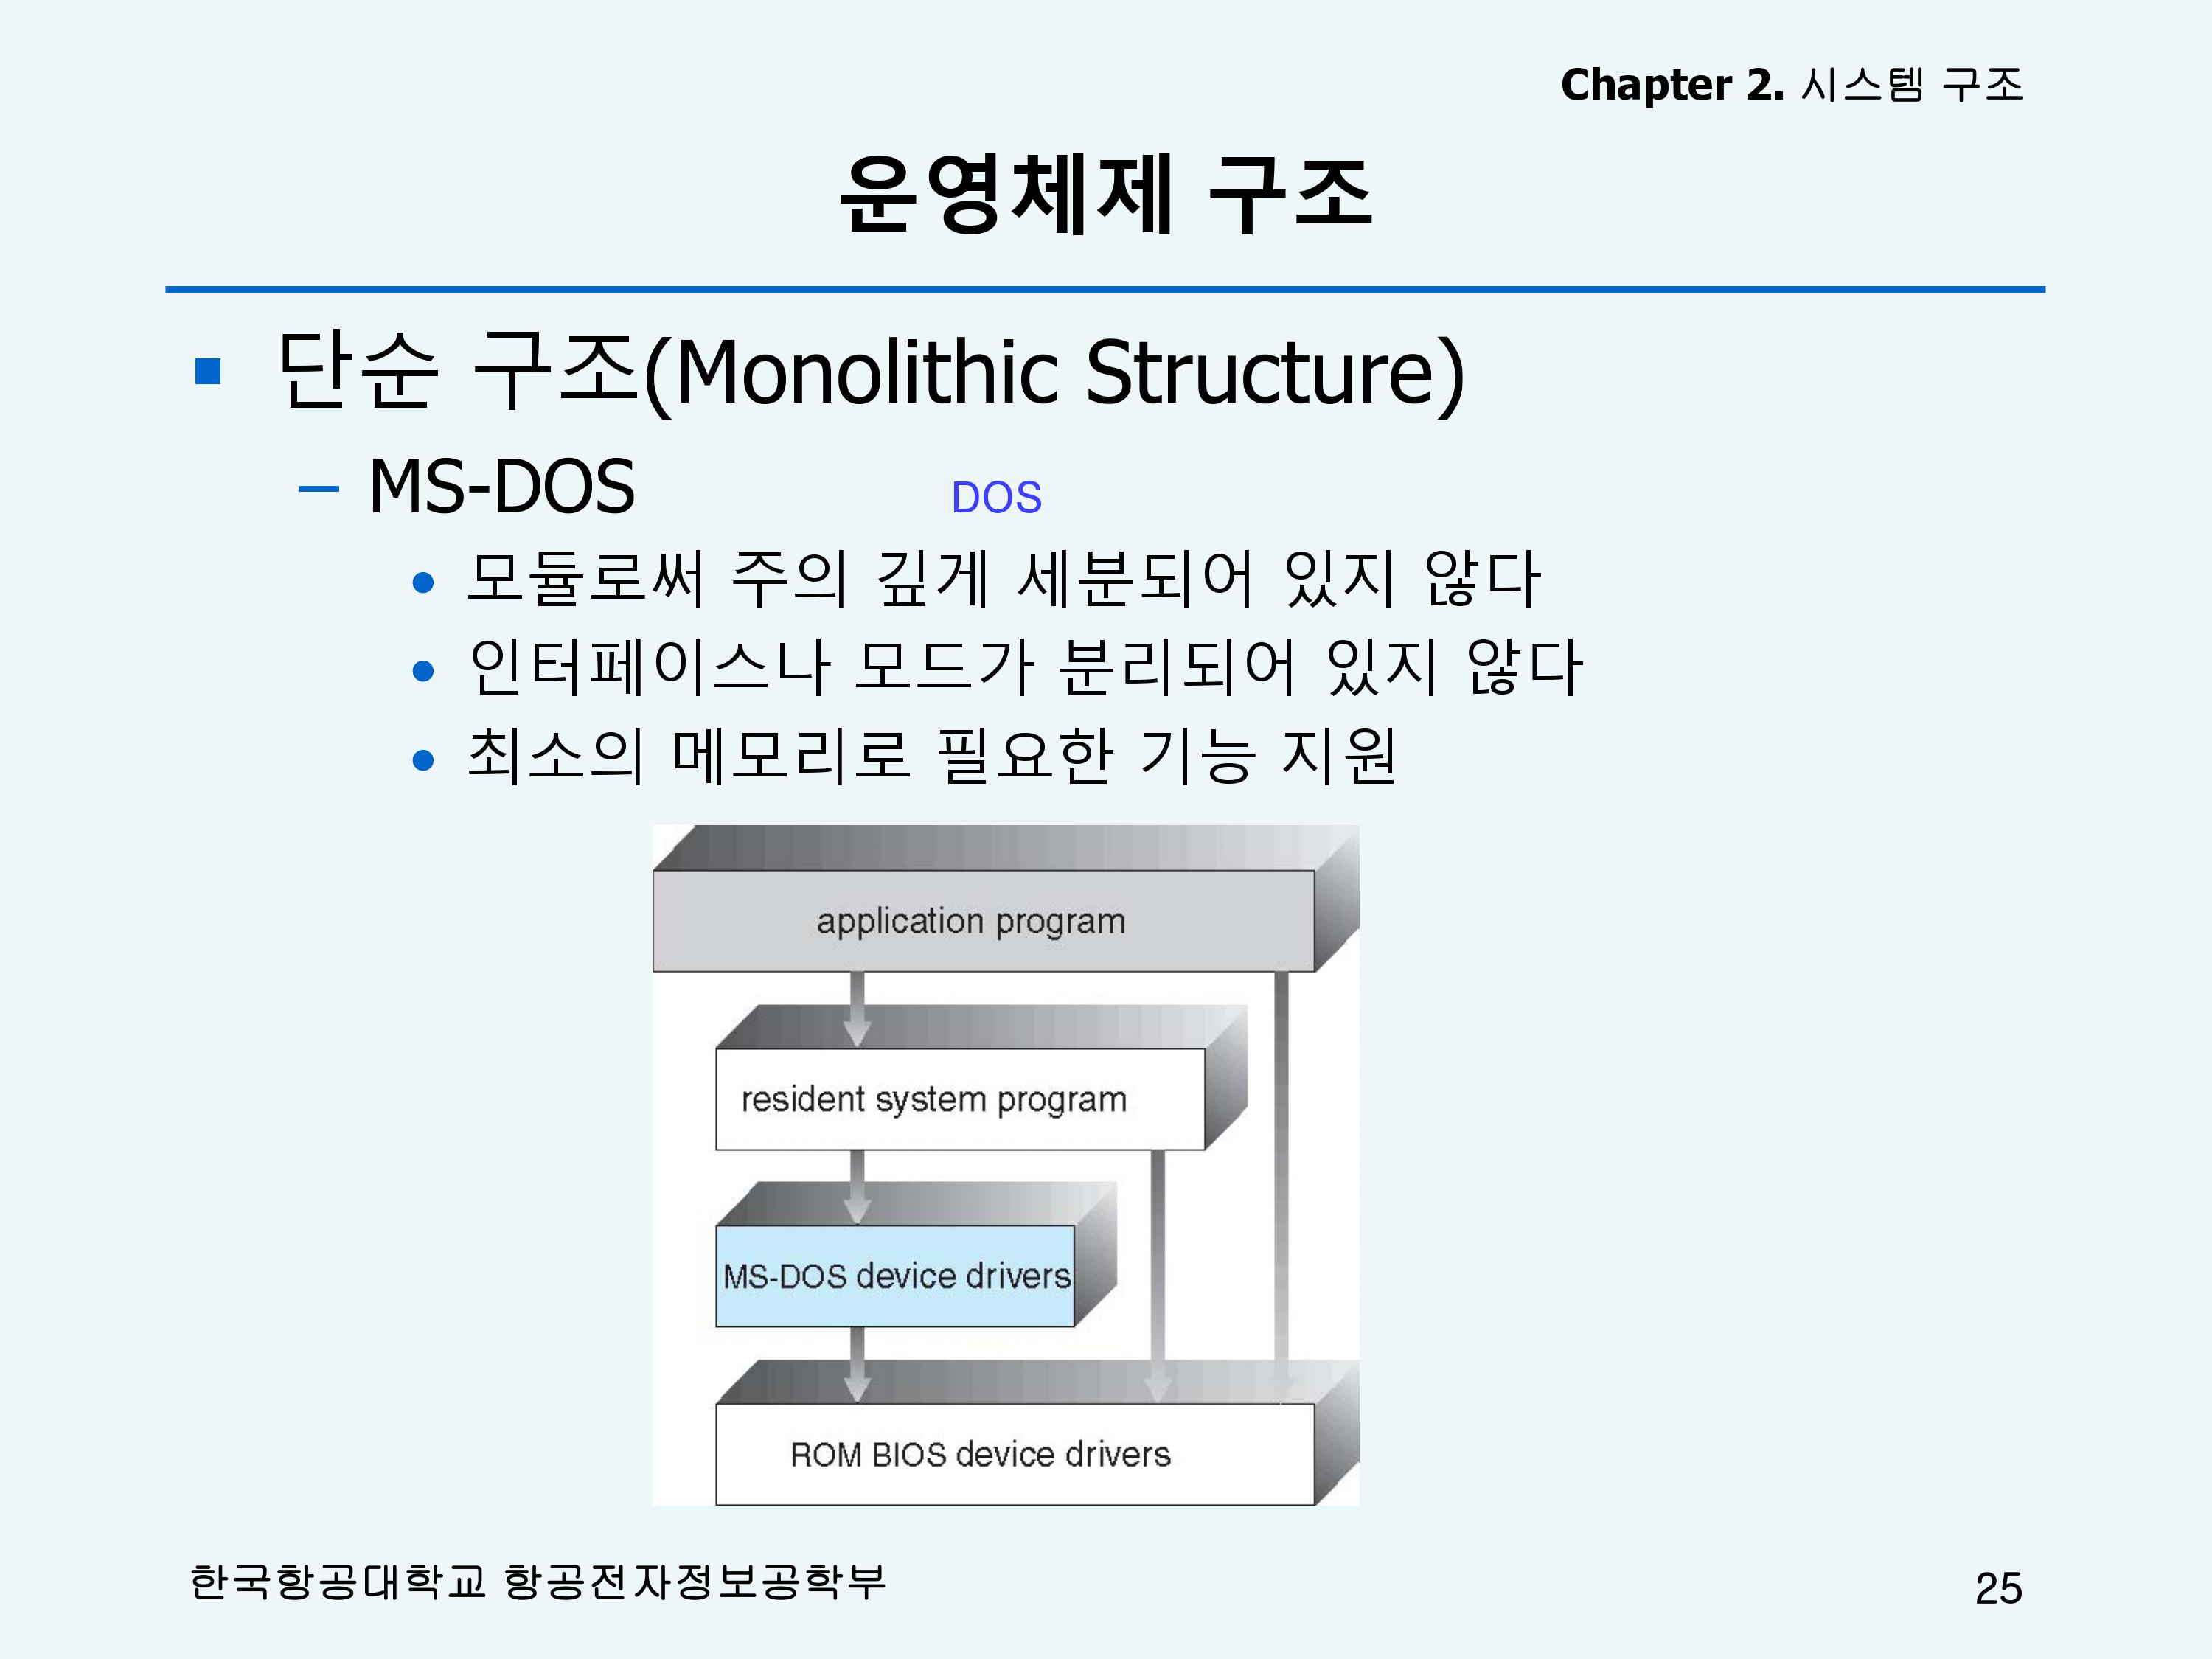 Chapter 2. 시스템 구조
운영체제 구조
단순 구조(Monolithic Structure)
– MS-DOS
DOS
• 모듈로써 주의 깊게 세분되어 있지 않다
• 인터페이스나 모드가 분리되어 있지 않다
• 최소의 메모리로 필요한 기능 지원
application program
resident system program
MS-DOS device drivers
ROM BIOS device drivers
한국항공대학교 항공전자정보공학부
25